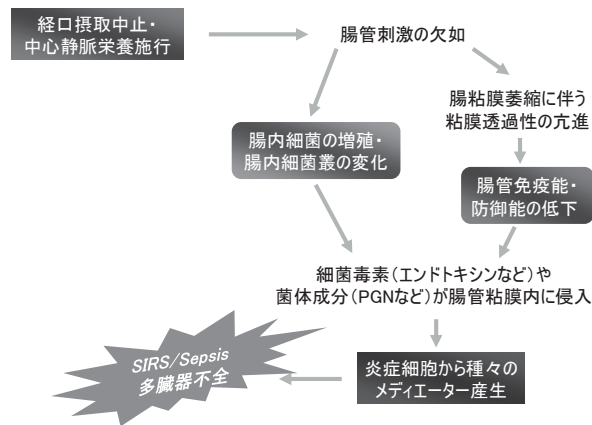 経口摂取中止・
中心静脈栄養施行
腸管刺激の欠如
腸粘膜萎縮に伴う
粘膜透過性の亢進
腸内細菌の増殖・
腸内細菌叢の変化
腸管免疫能・
防御能の低下
細菌毒素(エンドトキシンなど)や
菌体成分(PGNなど)が腸管粘膜内に侵入
SIRS/Sepsis
多臓器不全
炎症細胞から種々の
メディエーター産生